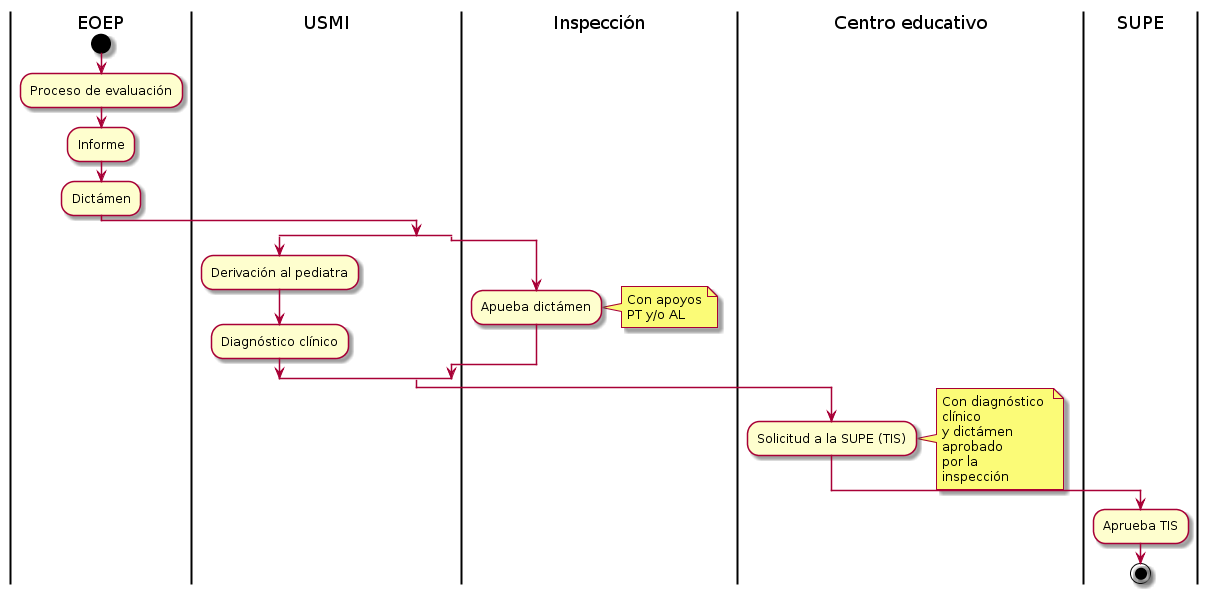 EOEP
USMI
Inspección
Centro educativo
SUPE
Proceso de evaluación
Informe
Dictámen
Derivación al pediatra
Apueba dictámen
Con apoyos
PT y/o AL
Diagnóstico clínico
Solicitud a la SUPE (TIS)
Con diagnóstico
clínico
y dictámen
aprobado
por la
inspección
Aprueba TIS